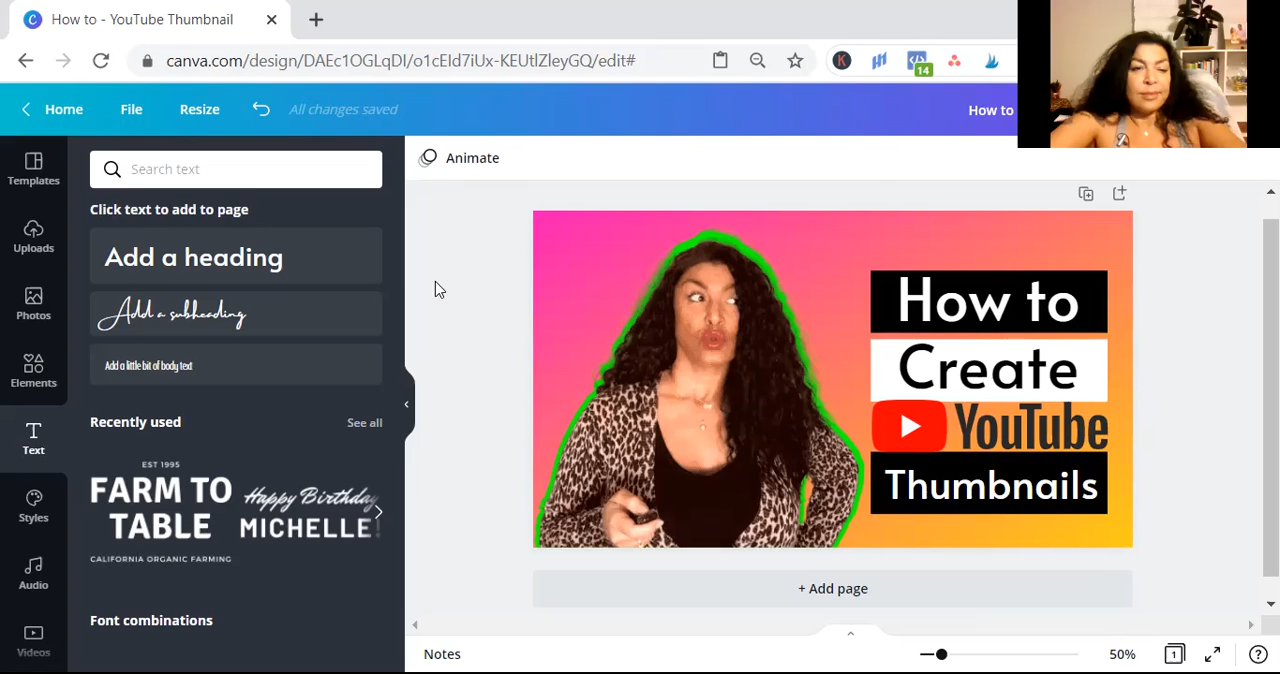 How to - YouTube Thumbnail
canva.com/design/DAEc1OGLqDI/o1cEId7iUx-KEUtlZleyGQ/edit#
14
Home
File
Resize
All changes saved
How to
Templates
Uploads
Photos
Elements
Text
Styles
Audio
Videos
Search text
Click text to add to page
Add a heading
Add a subheading
Add a little bit of body text
Recently used
See all
EST 1995
FARM TO
TABLE
CALIFORNIA ORGANIC FARMING
Happy Birthday
MICHELLE!
Font combinations
Animate
How to
Create
YouTube
Thumbnails
+ Add page
Notes
50%
1
?